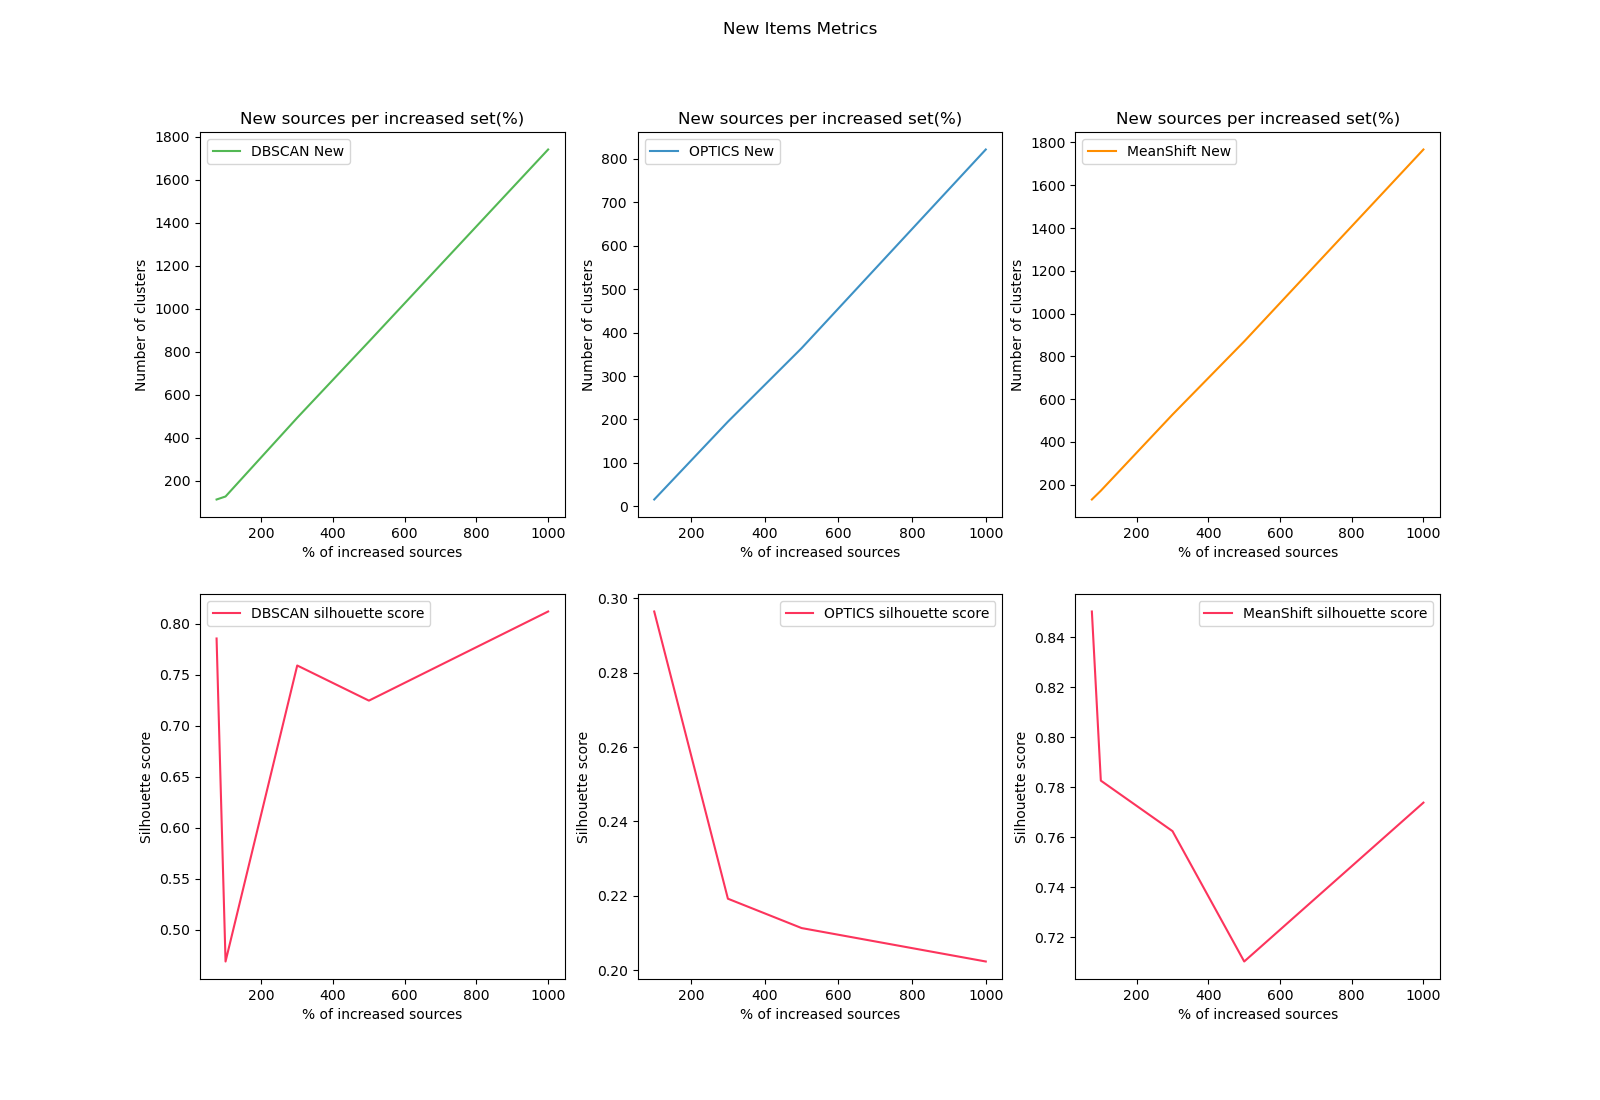 New Items Metrics
New sources per increased set(%)
DBSCAN New
1800
1600
1400
1200
1000
800
600
400
200
Number of clusters
200 400 600 800 1000
% of increased sources
New sources per increased set(%)
OPTICS New
800
700
600
500
400
300
200
100
0
Number of clusters
200 400 600 800 1000
% of increased sources
New sources per increased set(%)
MeanShift New
1800
1600
1400
1200
1000
800
600
400
200
Number of clusters
200 400 600 800 1000
% of increased sources
DBSCAN silhouette score
0.80
0.75
0.70
0.65
0.60
0.55
0.50
Silhouette score
200 400 600 800 1000
% of increased sources
OPTICS silhouette score
0.30
0.28
0.26
0.24
0.22
0.20
Silhouette score
200 400 600 800 1000
% of increased sources
MeanShift silhouette score
0.84
0.82
0.80
0.78
0.76
0.74
0.72
Silhouette score
200 400 600 800 1000
% of increased sources